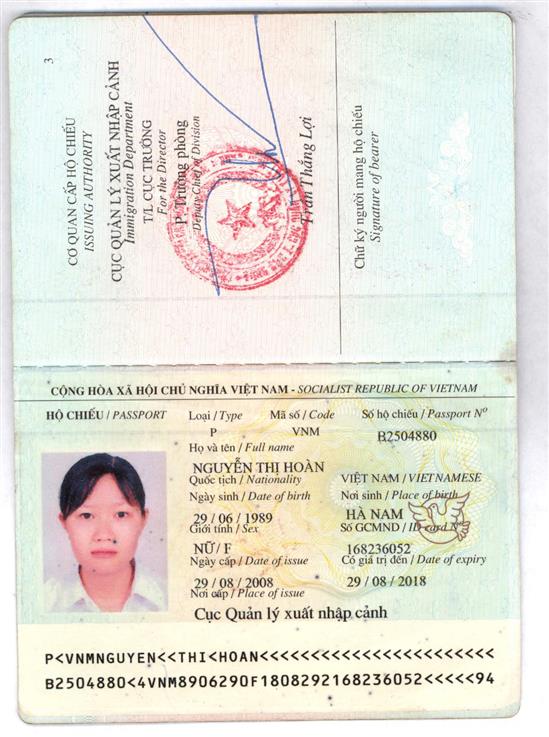 3
CƠ QUAN CẤP HỘ CHIẾU
ISSUING AUTHORITY
CỤC QUẢN LÝ XUẤT NHẬP CẢNH
Immigration Department
T/L CỤC TRƯỞNG
For the Director
P. Trưởng phòng
Deputy Chief of Division
Trần Thắng Lợi
Chữ ký người mang hộ chiếu
Signature of bearer
CỘNG HÒA XÃ HỘI CHỦ NGHĨA VIỆT NAM - SOCIALIST REPUBLIC OF VIETNAM
HỘ CHIẾU / PASSPORT Loại / Type Mã số / Code Số hộ chiếu / Passport Nº
P VNM B2504880
Họ và tên / Full name
NGUYỄN THỊ HOÀN
Quốc tịch / Nationality VIỆT NAM / VIETNAMESE
Ngày sinh / Date of birth Nơi sinh / Place of birth
29 / 06 / 1989 HÀ NAM
Giới tính / Sex Số GCMND / ID card Nº
NỮ / F 168236052
Ngày cấp / Date of issue Có giá trị đến / Date of expiry
29 / 08 / 2008 29 / 08 / 2018
Nơi cấp / Place of issue
Cục Quản lý xuất nhập cảnh
P<VNMNGUYEN<<THI<HOAN<<<<<<<<<<<<<<<<<<<<<<<
B2504880<4VNM8906290F1808292168236052<<<<<94